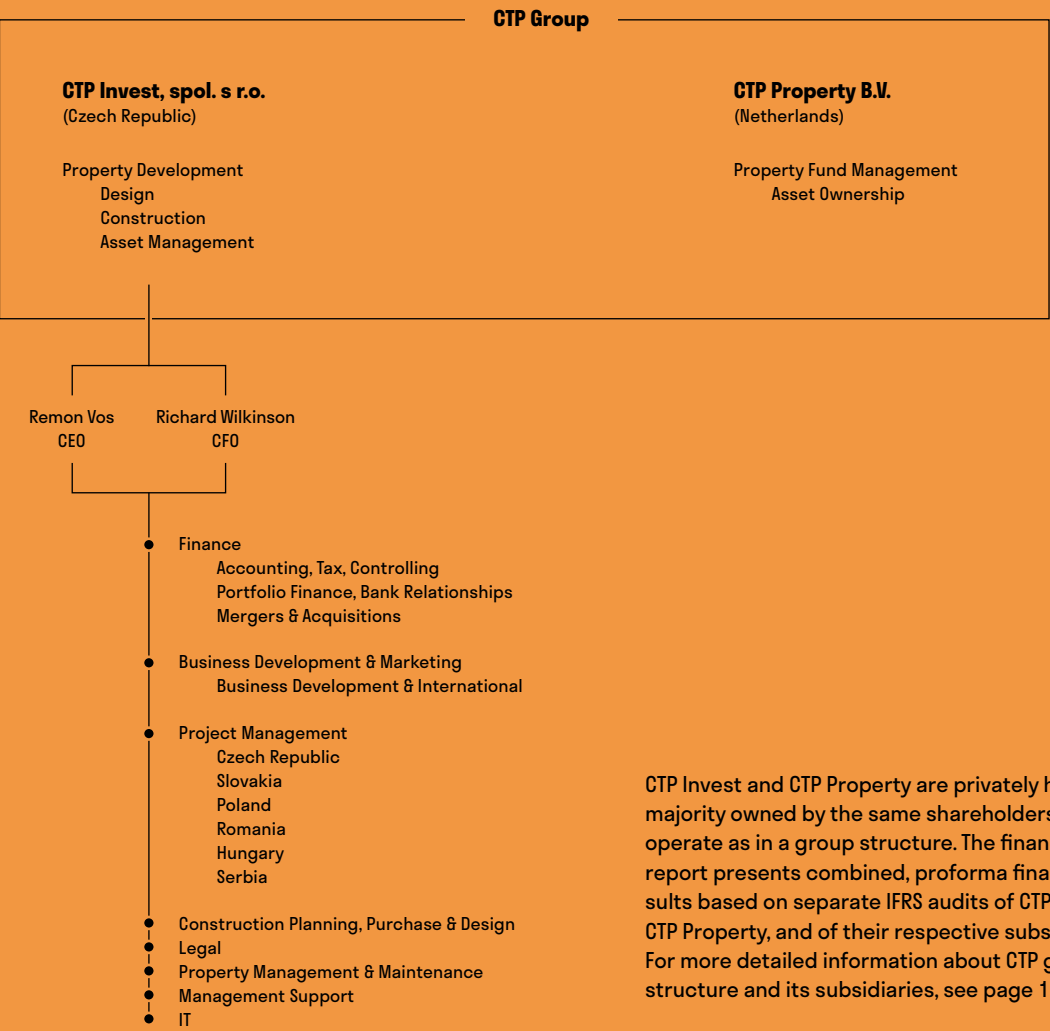 CTP Group
CTP Invest, spol. s r.o.
(Czech Republic)
Property Development
Design
Construction
Asset Management
CTP Property B.V.
(Netherlands)
Property Fund Management
Asset Ownership
Remon Vos
CEO
Richard Wilkinson
CFO
Finance
Accounting, Tax, Controlling
Portfolio Finance, Bank Relationships
Mergers & Acquisitions
Business Development & Marketing
Business Development & International
Project Management
Czech Republic
Slovakia
Poland
Romania
Hungary
Serbia
Construction Planning, Purchase & Design
Legal
Property Management & Maintenance
Management Support
IT
CTP Invest and CTP Property are privately
majority owned by the same shareholders
operate as in a group structure. The
report presents combined, proforma
sults based on separate IFRS audits of CTP
CTP Property, and of their respective
For more detailed information about CTP
structure and its subsidiaries, see page